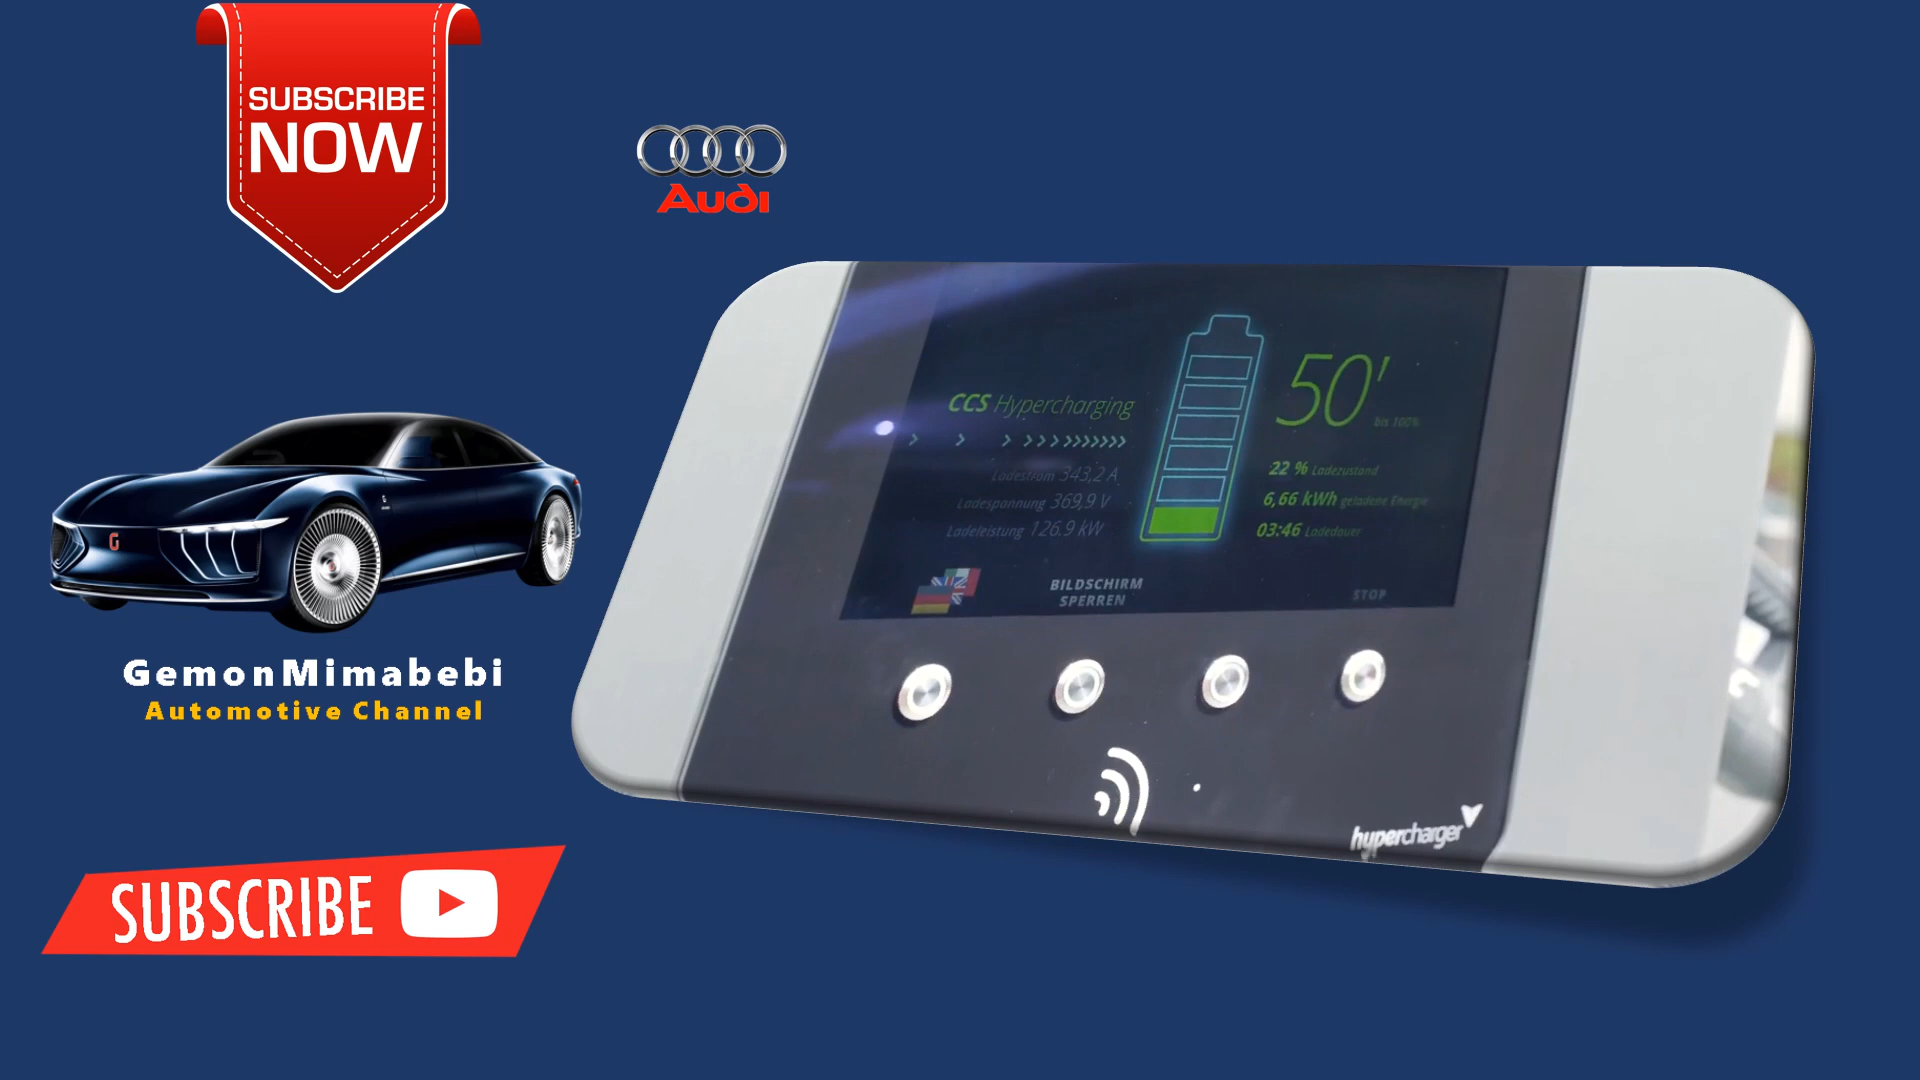 SUBSCRIBE
NOW
Audi
CCS Hypercharging
Ladestrom 343,2 A
Ladespannung 369,9 V
Ladeleistung 126.9 kW
50'
bis 100%
22 % Ladezustand
6,66 kWh geladene Energie
03:46 Ladedauer
BILDSCHIRM
SPERREN
STOP
hypercharger
G
GemonMimabebi
Automotive Channel
SUBSCRIBE